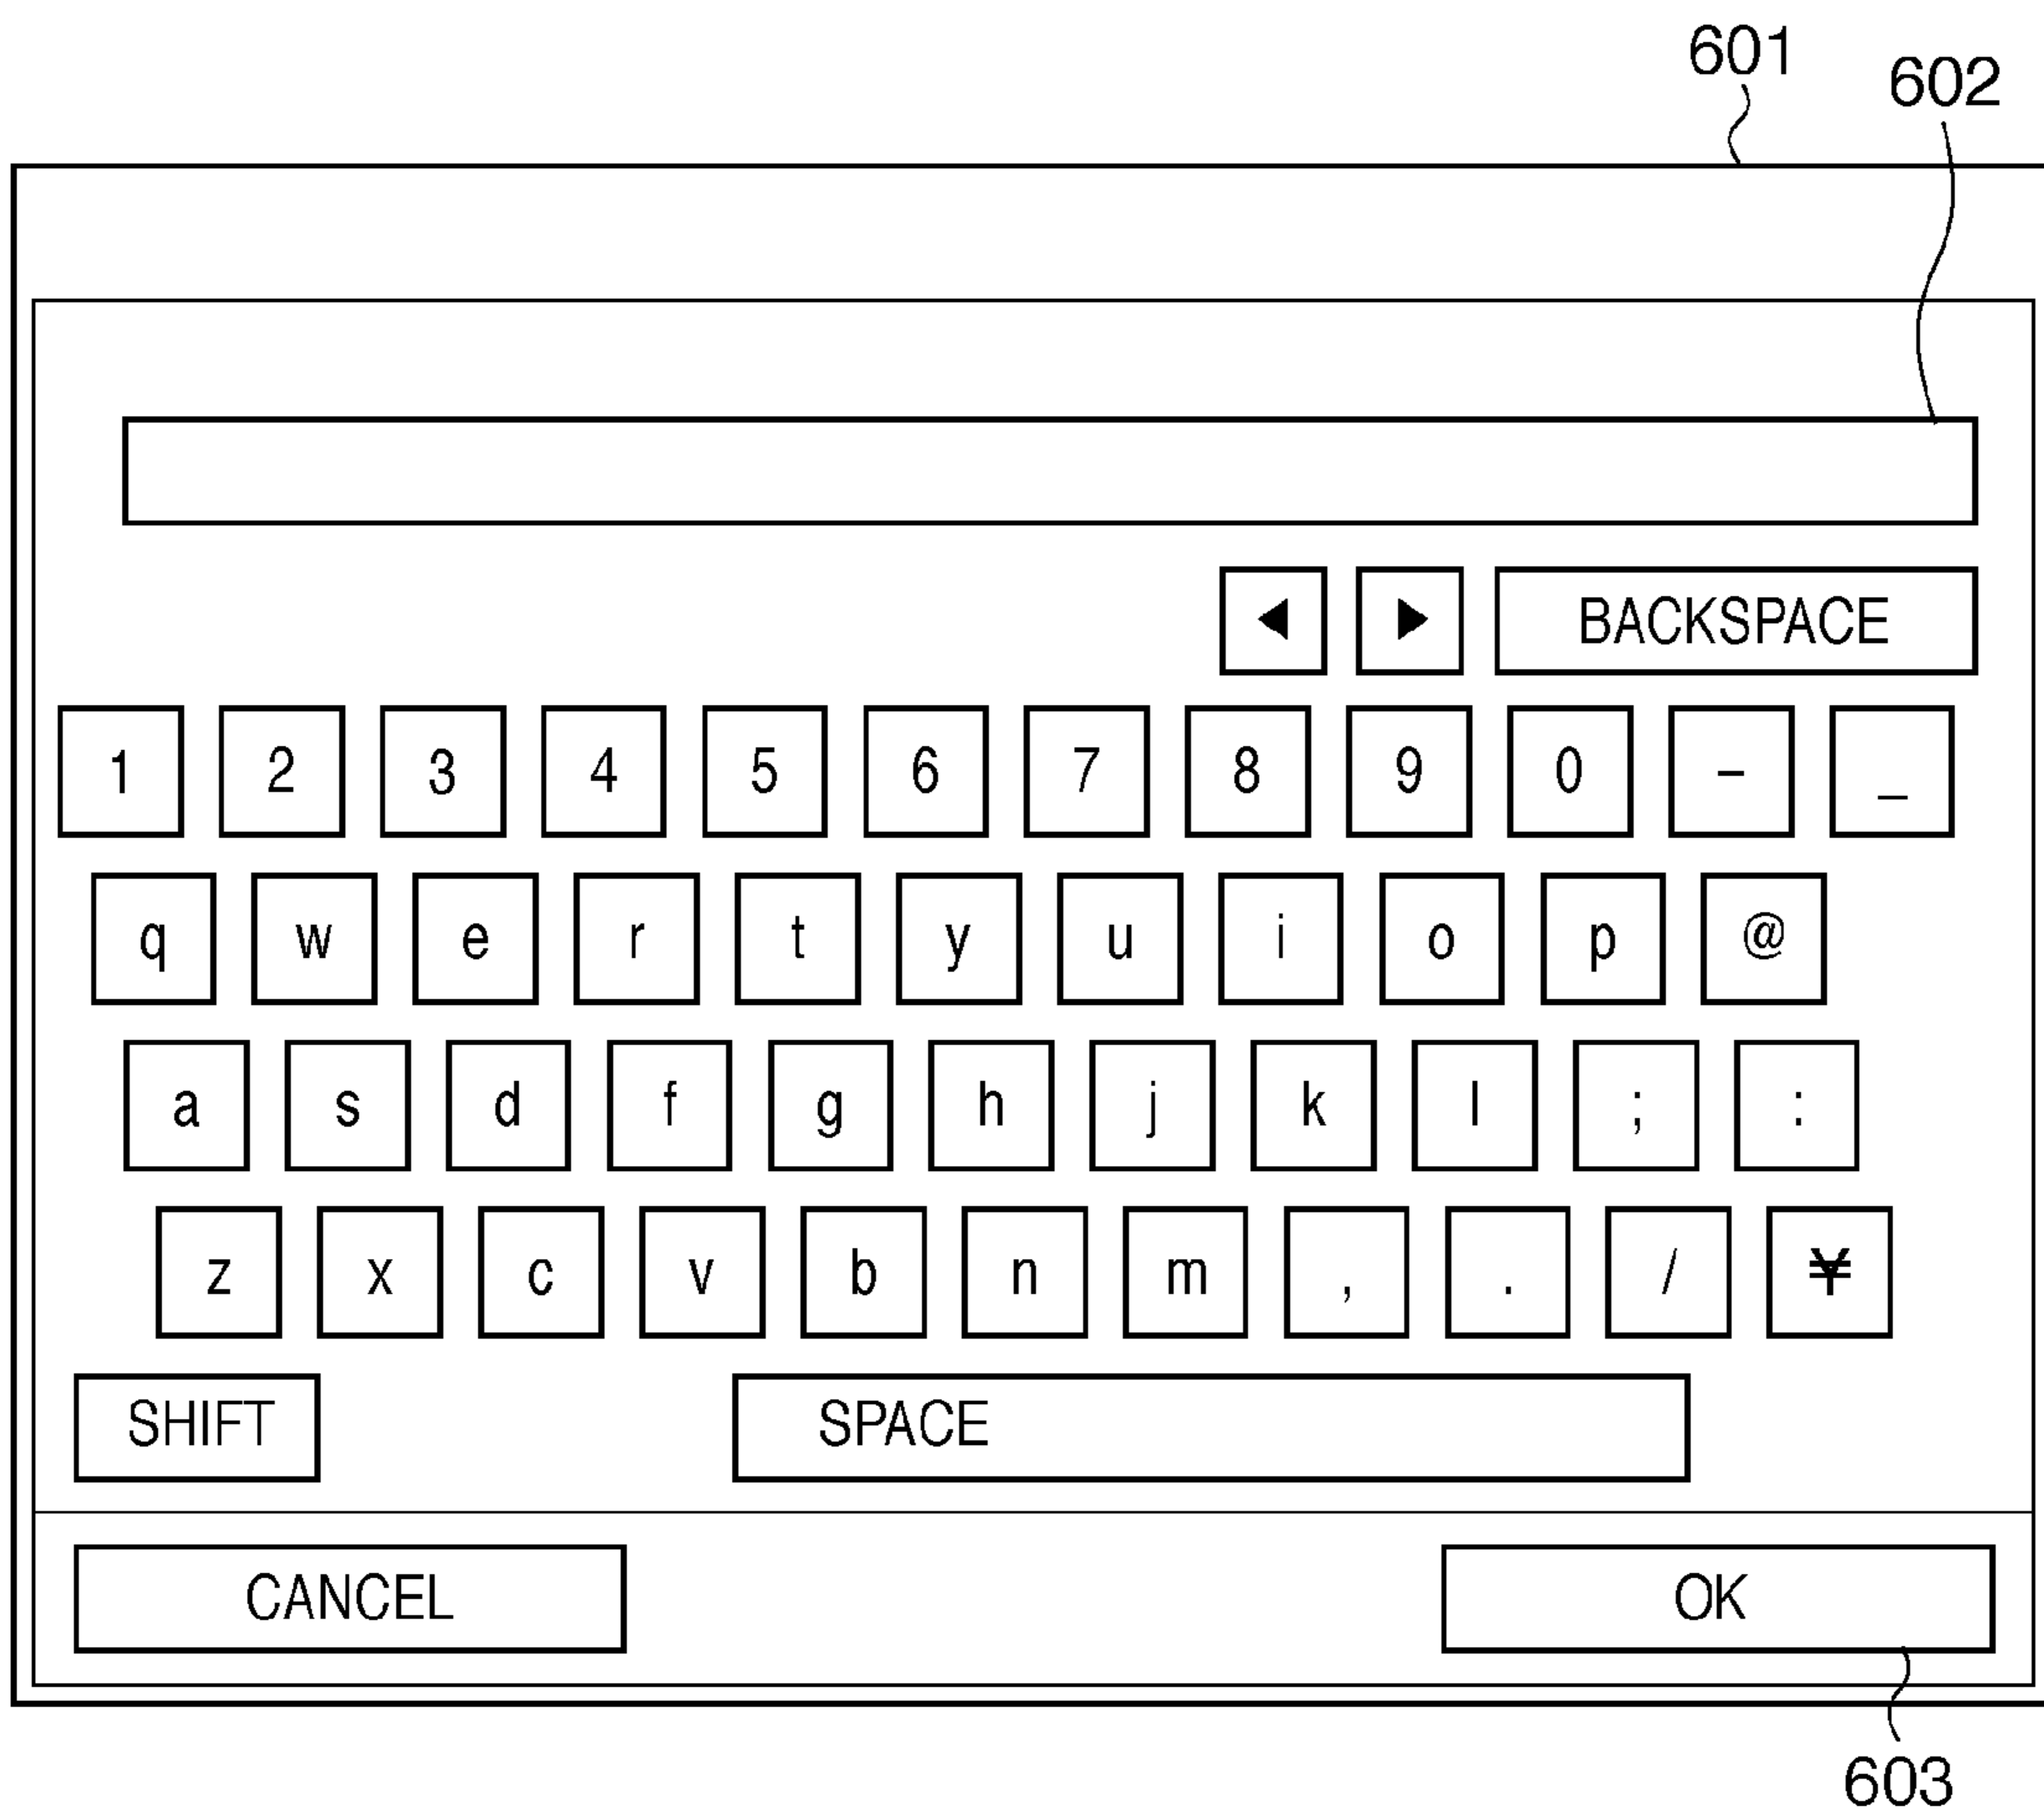 601
602
◀ ▶ BACKSPACE
1 2 3 4 5 6 7 8 9 0 – _
q w e r t y u i o p @
a s d f g h j k l ; :
z x c v b n m , . / ¥
SHIFT SPACE
CANCEL OK
603